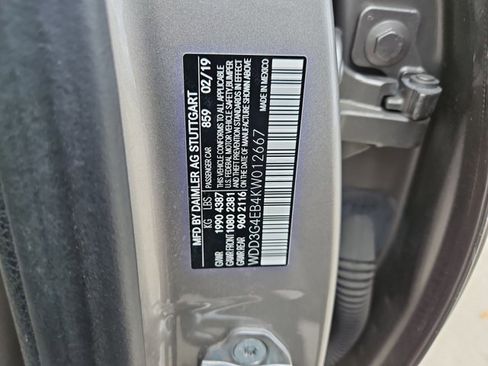 MFD BY DAIMLER AG STUTTGART
PASSENGER CAR 859 02/19
KG LBS
GVWR 1990 4387
GAWR FRONT 1080 2381
GAWR REAR 960 2116
THIS VEHICLE CONFORMS TO ALL APPLICABLE
U.S. FEDERAL MOTOR VEHICLE SAFETY, BUMPER
AND THEFT PREVENTION STANDARDS IN EFFECT
ON THE DATE OF MANUFACTURE SHOWN ABOVE
MADE IN MEXICO
WDD3G4EB4KW012667